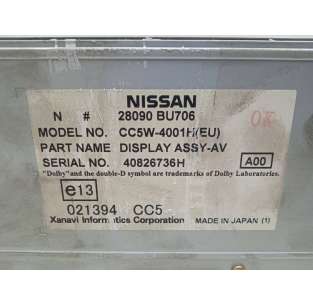 NISSAN
N # 28090 BU706
MODEL NO. CC5W-4001H(EU)
PART NAME DISPLAY ASSY-AV
SERIAL NO. 40826736H A00
"Dolby" and the double-D symbol are trademarks of Dolby Laboratories.
e13
021394 CC5
Xanavi Informatics Corporation MADE IN JAPAN (1)